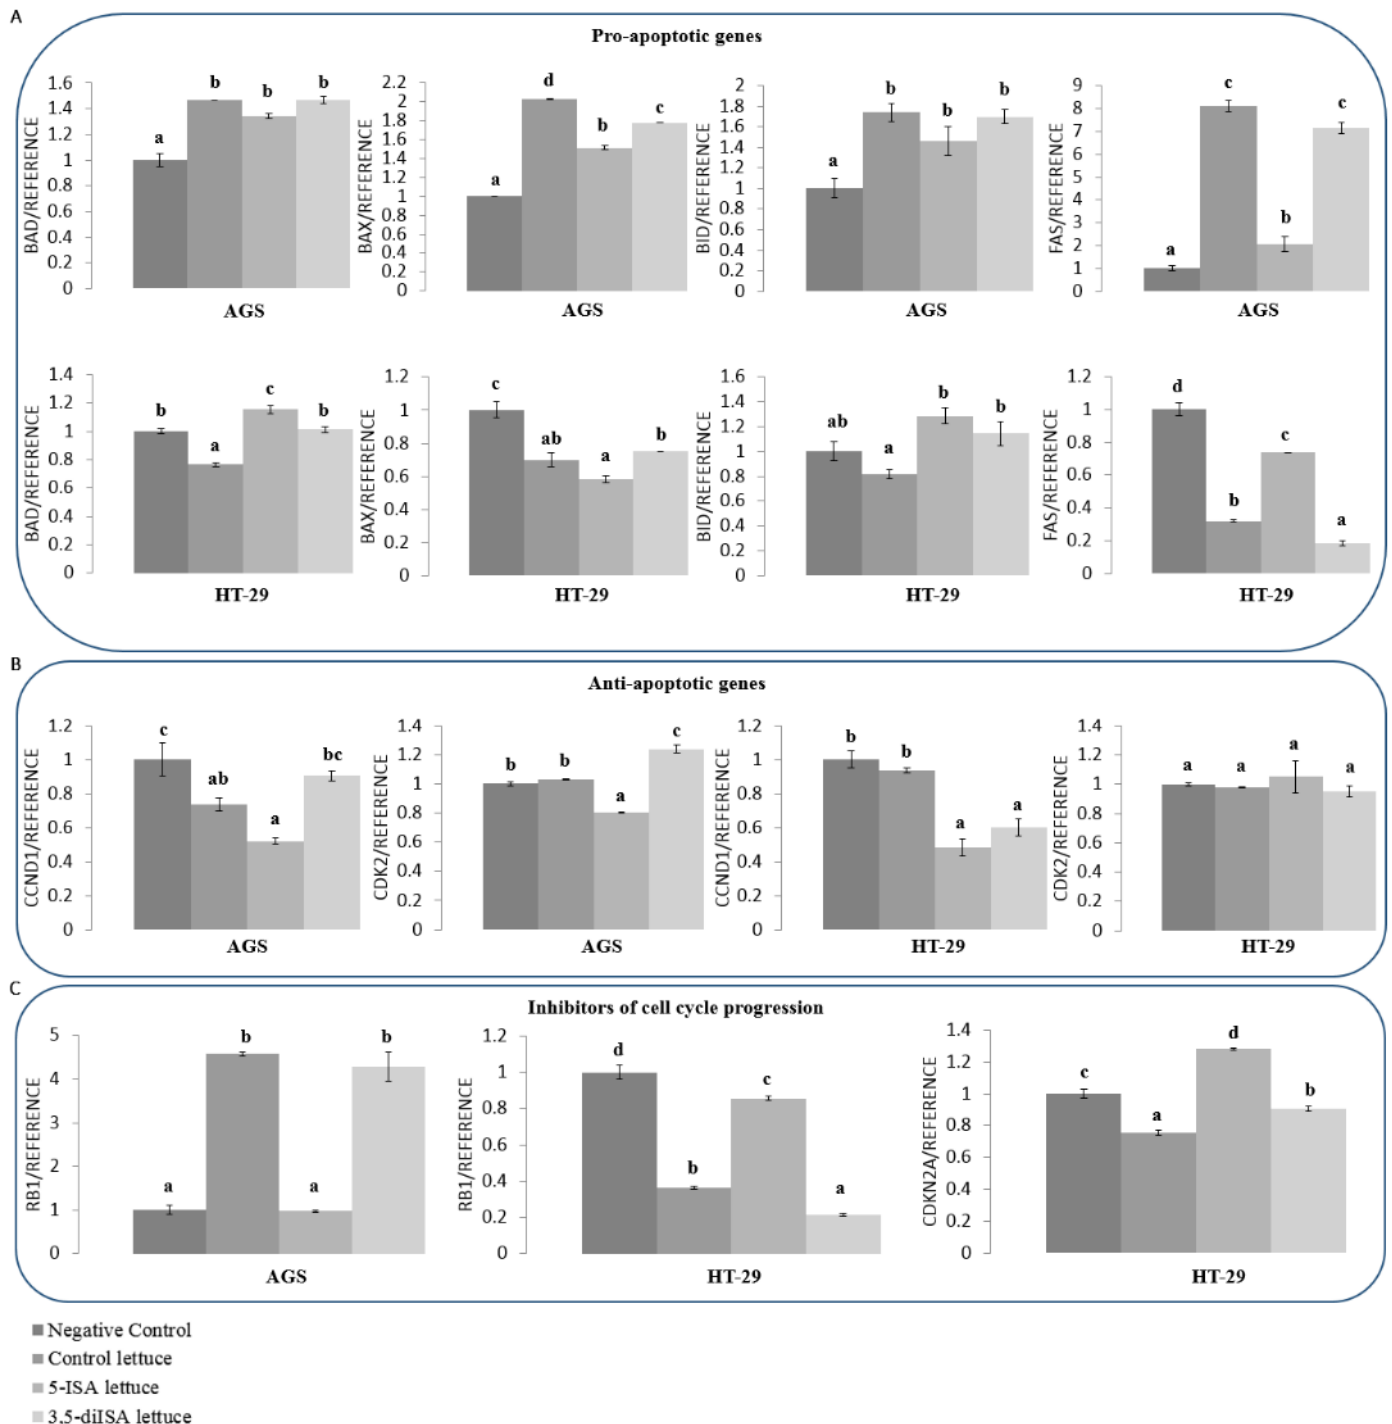 A
Pro-apoptotic genes
BAD/REFERENCE
1.6
1.4
1.2
1
0.8
0.6
0.4
0.2
0
a
b
b
b
AGS
BAX/REFERENCE
2.2
2
1.8
1.6
1.4
1.2
1
0.8
0.6
0.4
0.2
0
a
d
b
c
AGS
BID/REFERENCE
2
1.8
1.6
1.4
1.2
1
0.8
0.6
0.4
0.2
0
a
b
b
b
AGS
FAS/REFERENCE
9
8
7
6
5
4
3
2
1
0
a
c
b
c
AGS
BAD/REFERENCE
1.4
1.2
1
0.8
0.6
0.4
0.2
0
b
a
c
b
HT-29
BAX/REFERENCE
1.2
1
0.8
0.6
0.4
0.2
0
c
ab
a
b
HT-29
BID/REFERENCE
1.6
1.4
1.2
1
0.8
0.6
0.4
0.2
0
ab
a
b
b
HT-29
FAS/REFERENCE
1.2
1
0.8
0.6
0.4
0.2
0
d
b
c
a
HT-29
B
Anti-apoptotic genes
CCND1/REFERENCE
1.2
1
0.8
0.6
0.4
0.2
0
c
ab
a
bc
AGS
CDK2/REFERENCE
1.4
1.2
1
0.8
0.6
0.4
0.2
0
b
b
a
c
AGS
CCND1/REFERENCE
1.2
1
0.8
0.6
0.4
0.2
0
b
b
a
a
HT-29
CDK2/REFERENCE
1.4
1.2
1
0.8
0.6
0.4
0.2
0
a
a
a
a
HT-29
C
Inhibitors of cell cycle progression
RB1/REFERENCE
5
4
3
2
1
0
a
b
a
b
AGS
RB1/REFERENCE
1.2
1
0.8
0.6
0.4
0.2
0
d
b
c
a
HT-29
CDKN2A/REFERENCE
1.4
1.2
1
0.8
0.6
0.4
0.2
0
c
a
d
b
HT-29
Negative Control
Control lettuce
5-ISA lettuce
3,5-diISA lettuce